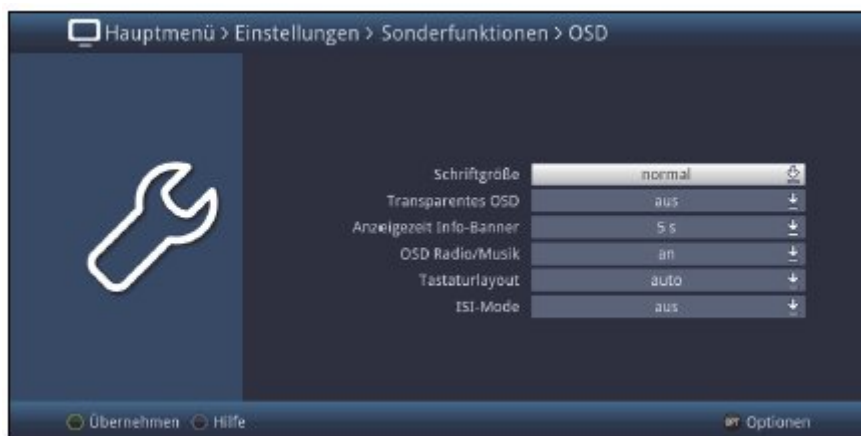 Hauptmenü > Einstellungen > Sonderfunktionen > OSD
Schriftgröße normal
Transparentes OSD aus
Anzeigezeit Info-Banner 5 s
OSD Radio/Musik an
Tastaturlayout auto
ISI-Mode aus
Übernehmen Hilfe OPT Optionen